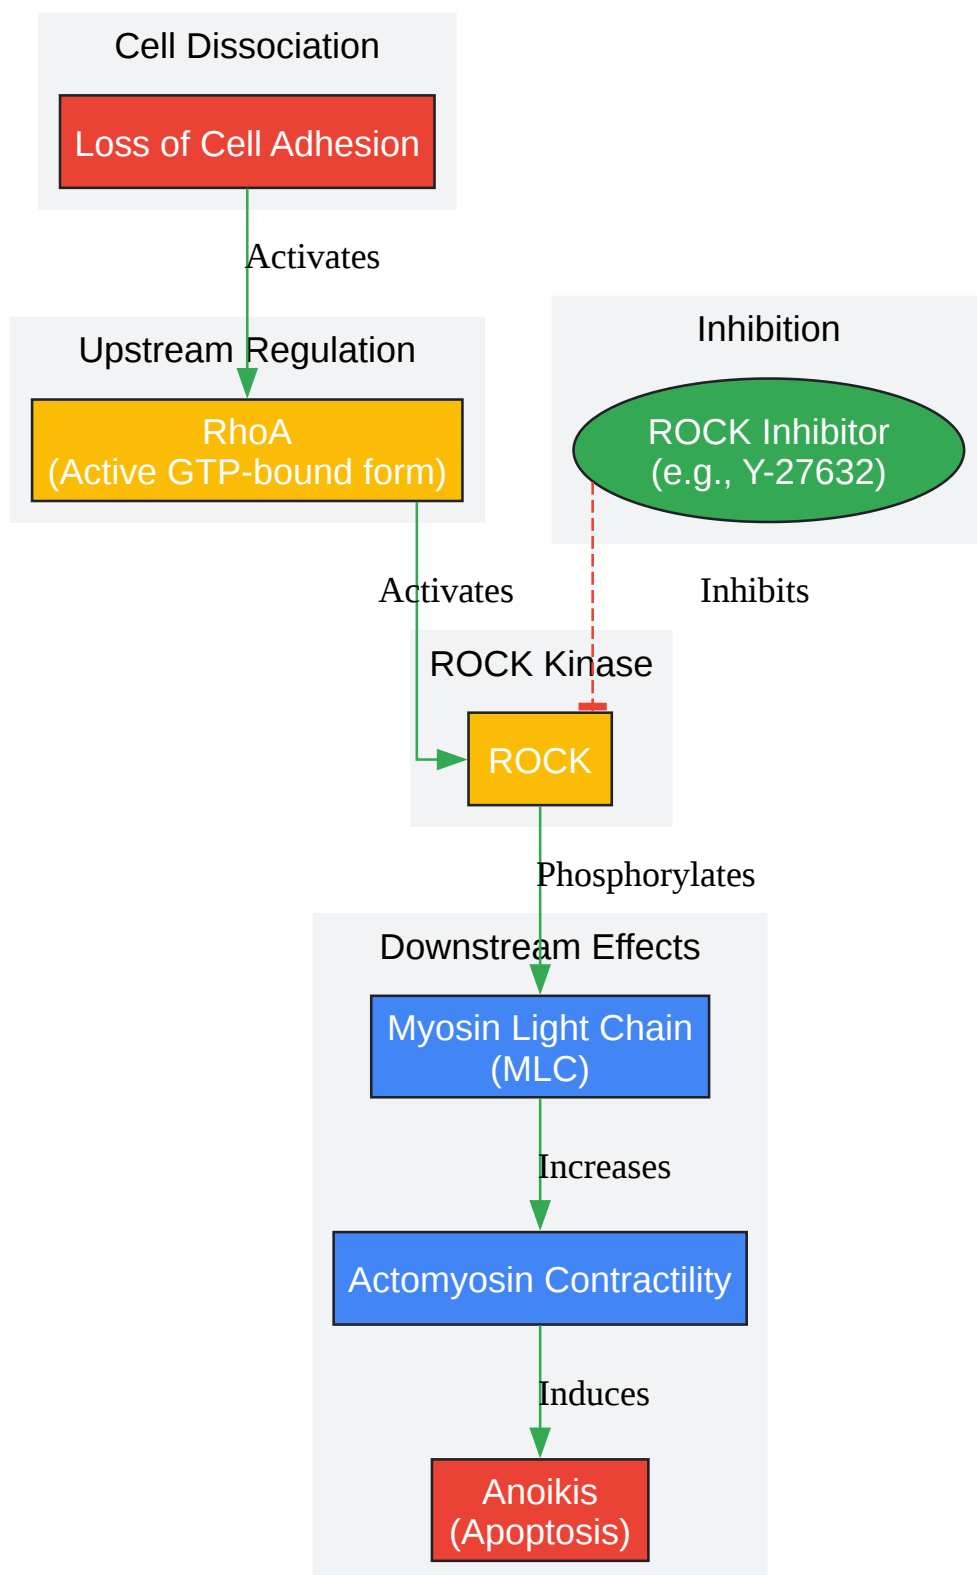 Cell Dissociation
Loss of Cell Adhesion
Activates
Upstream Regulation
RhoA
(Active GTP-bound form)
Inhibition
ROCK Inhibitor
(e.g., Y-27632)
Activates
Inhibits
ROCK Kinase
ROCK
Phosphorylates
Downstream Effects
Myosin Light Chain
(MLC)
Increases
Actomyosin Contractility
Induces
Anoikis
(Apoptosis)